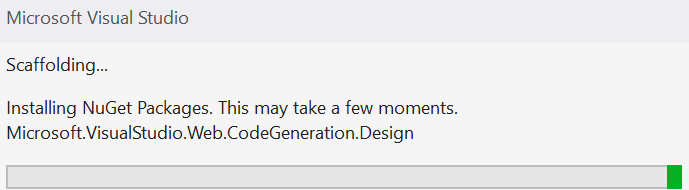 Microsoft Visual Studio
Scaffolding...
Installing NuGet Packages. This may take a few moments.
Microsoft.VisualStudio.Web.CodeGeneration.Design